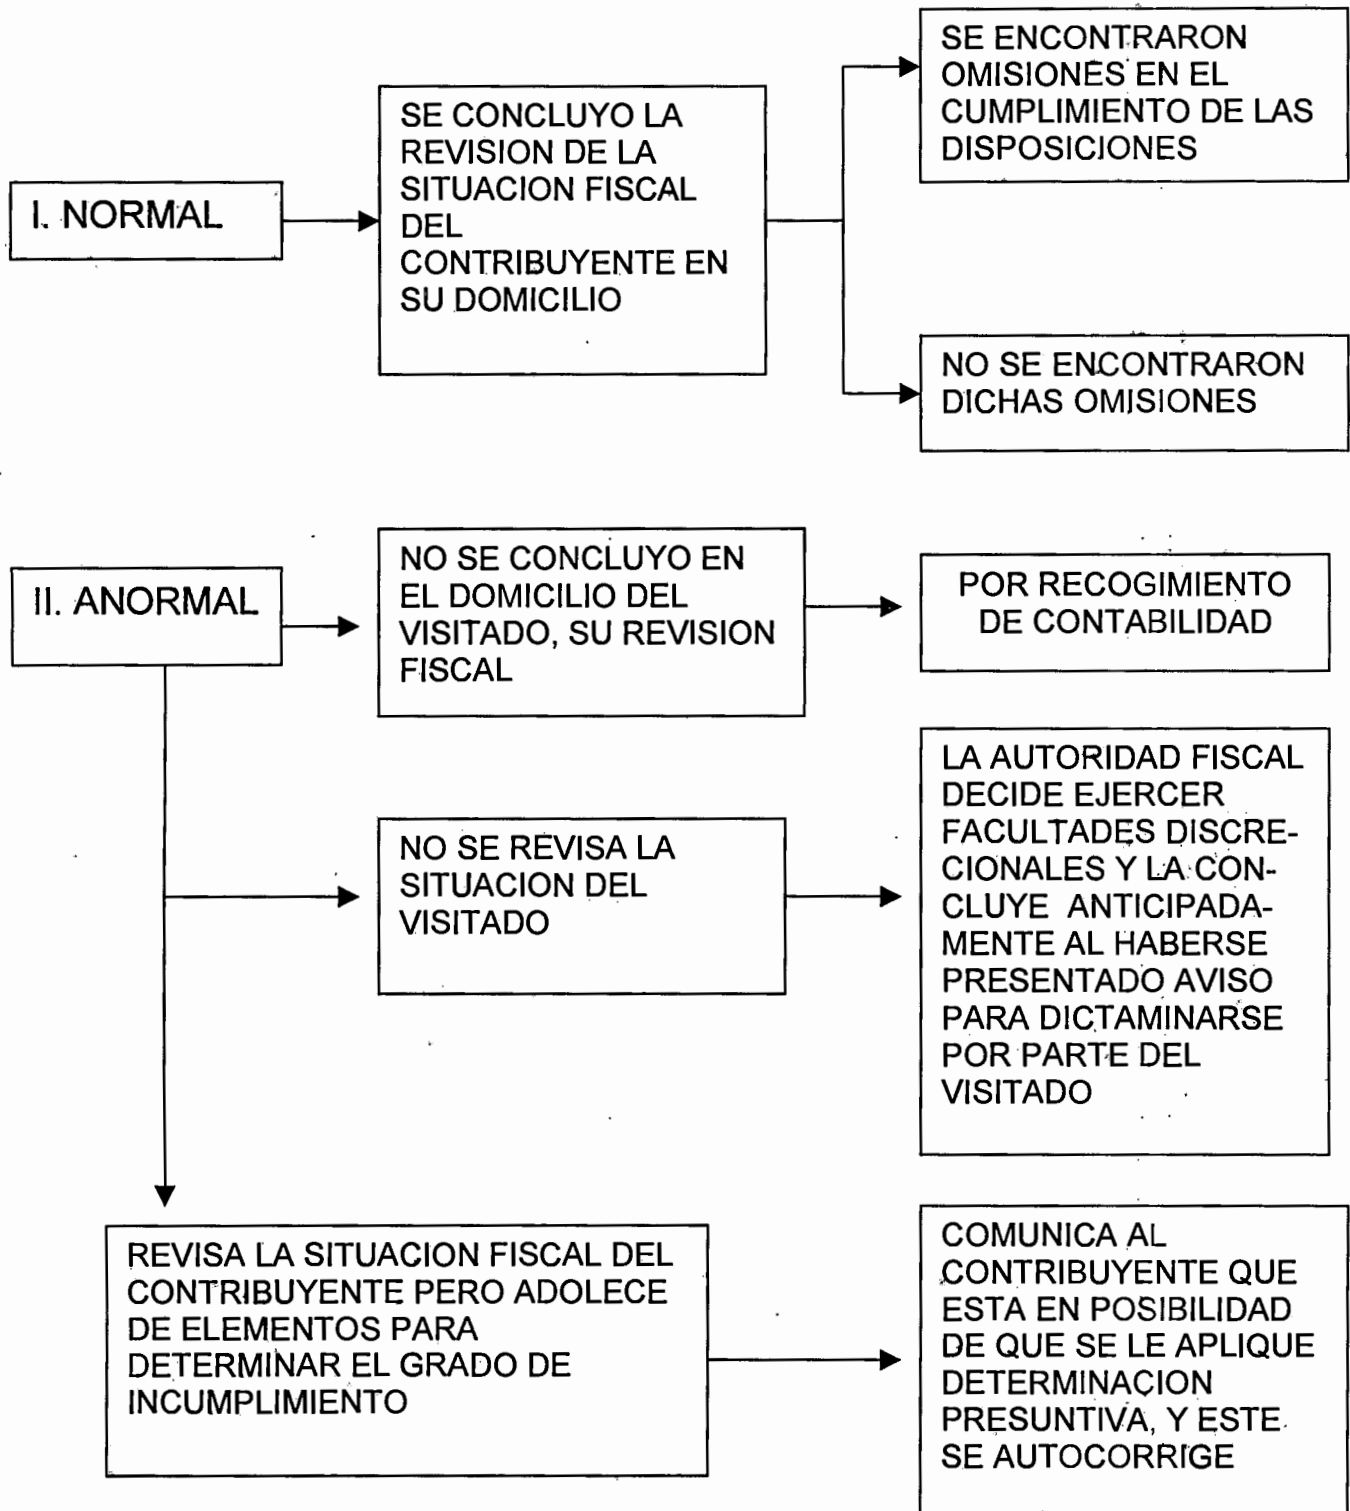 I. NORMAL
SE CONCLUYO LA
REVISION DE LA
SITUACION FISCAL
DEL
CONTRIBUYENTE EN
SU DOMICILIO
SE ENCONTRARON
OMISIONES EN EL
CUMPLIMIENTO DE LAS
DISPOSICIONES
NO SE ENCONTRARON
DICHAS OMISIONES
II. ANORMAL
NO SE CONCLUYO EN
EL DOMICILIO DEL
VISITADO, SU REVISION
FISCAL
POR RECOGIMIENTO
DE CONTABILIDAD
NO SE REVISA LA
SITUACION DEL
VISITADO
LA AUTORIDAD FISCAL
DECIDE EJERCER
FACULTADES DISCRE-
CIONALES Y LA CON-
CLUYE ANTICIPADA-
MENTE AL HABERSE
PRESENTADO AVISO
PARA DICTAMINARSE
POR PARTE DEL
VISITADO
REVISA LA SITUACION FISCAL DEL
CONTRIBUYENTE PERO ADOLECE
DE ELEMENTOS PARA
DETERMINAR EL GRADO DE
INCUMPLIMIENTO
COMUNICA AL
CONTRIBUYENTE QUE
ESTA EN POSIBILIDAD
DE QUE SE LE APLIQUE
DETERMINACION
PRESUNTIVA, Y ESTE
SE AUTOCORRIGE